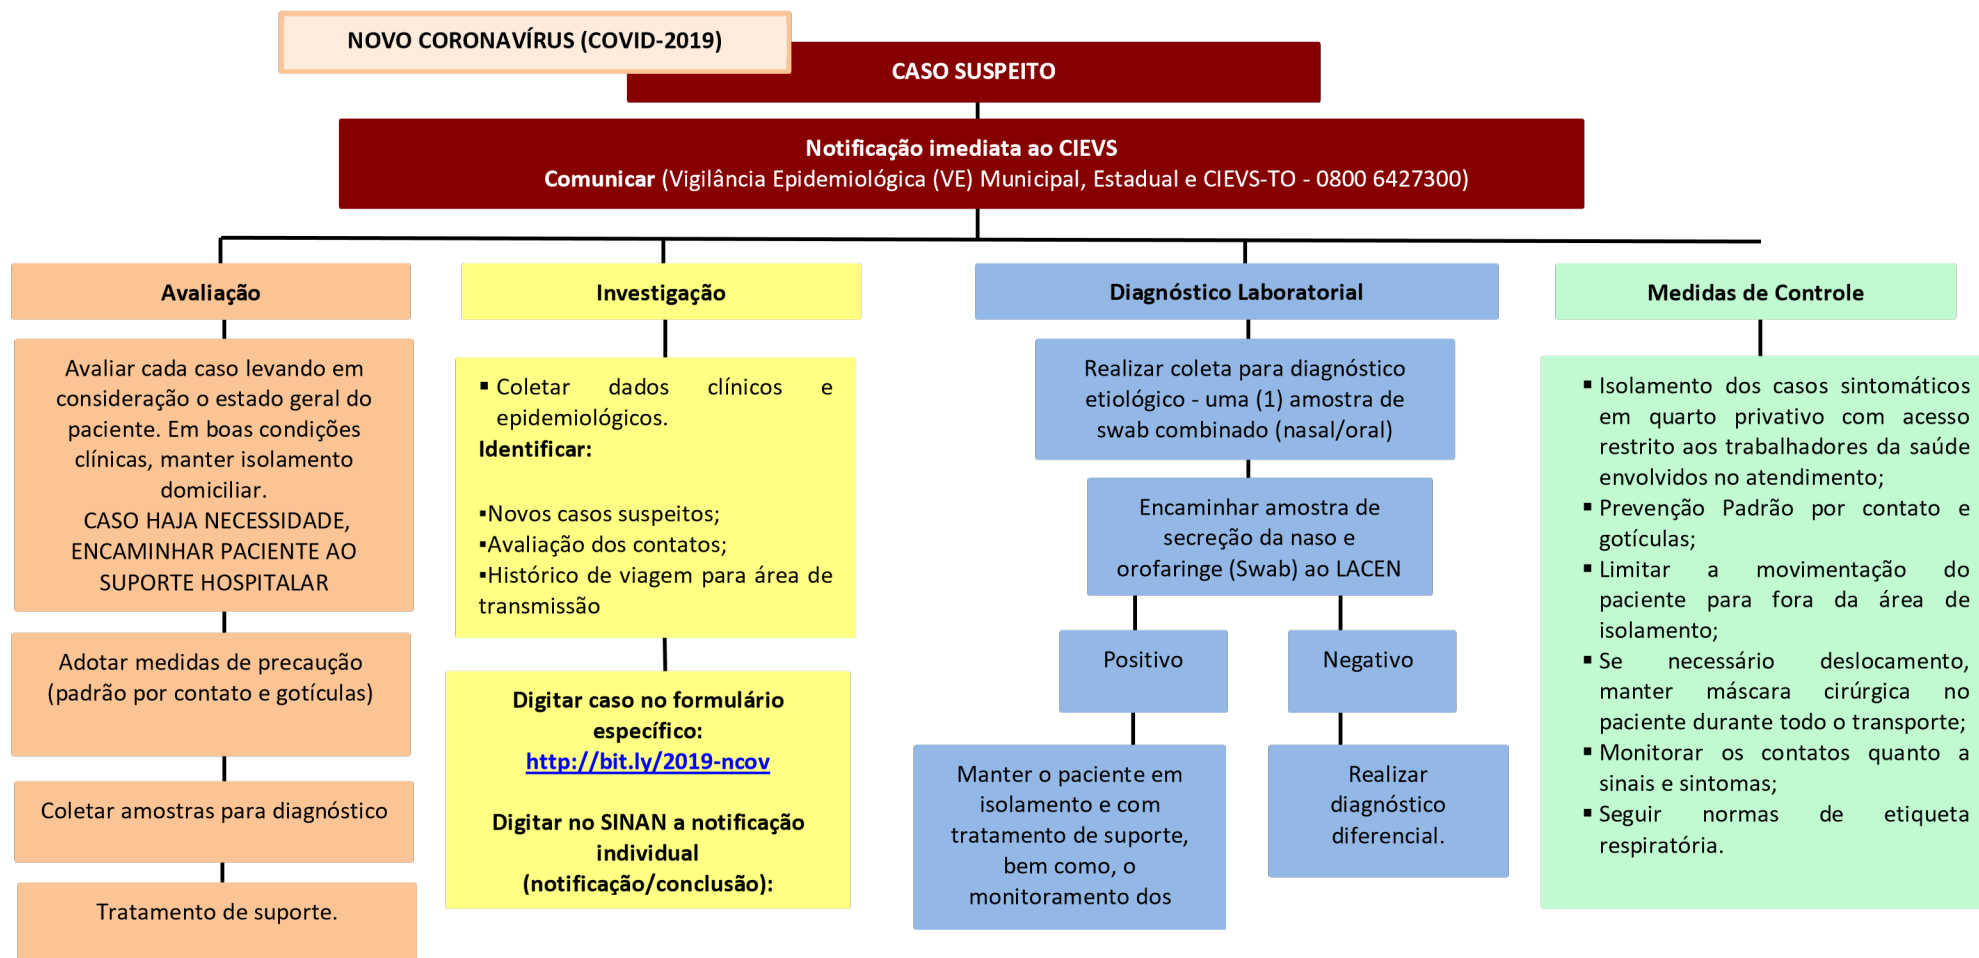 NOVO CORONAVÍRUS (COVID-2019)
CASO SUSPEITO
Notificação imediata ao CIEVS
Comunicar (Vigilância Epidemiológica (VE) Municipal, Estadual e CIEVS-TO - 0800 6427300)
Avaliação
Avaliar cada caso levando em
consideração o estado geral do
paciente. Em boas condições
clínicas, manter isolamento
domiciliar.
CASO HAJA NECESSIDADE,
ENCAMINHAR PACIENTE AO
SUPORTE HOSPITALAR
Adotar medidas de precaução
(padrão por contato e gotículas)
Coletar amostras para diagnóstico
Tratamento de suporte.
Investigação
▪ Coletar dados clínicos e
epidemiológicos.
Identificar:
▪Novos casos suspeitos;
▪Avaliação dos contatos;
▪Histórico de viagem para área de
transmissão
Digitar caso no formulário
específico:
http://bit.ly/2019-ncov
Digitar no SINAN a notificação
individual
(notificação/conclusão):
Diagnóstico Laboratorial
Realizar coleta para diagnóstico
etiológico - uma (1) amostra de
swab combinado (nasal/oral)
Encaminhar amostra de
secreção da naso e
orofaringe (Swab) ao LACEN
Positivo
Negativo
Manter o paciente em
isolamento e com
tratamento de suporte,
bem como, o
monitoramento dos
Realizar
diagnóstico
diferencial.
Medidas de Controle
▪ Isolamento dos casos sintomáticos
em quarto privativo com acesso
restrito aos trabalhadores da saúde
envolvidos no atendimento;
▪ Prevenção Padrão por contato e
gotículas;
▪ Limitar a movimentação do
paciente para fora da área de
isolamento;
▪ Se necessário deslocamento,
manter máscara cirúrgica no
paciente durante todo o transporte;
▪ Monitorar os contatos quanto a
sinais e sintomas;
▪ Seguir normas de etiqueta
respiratória.